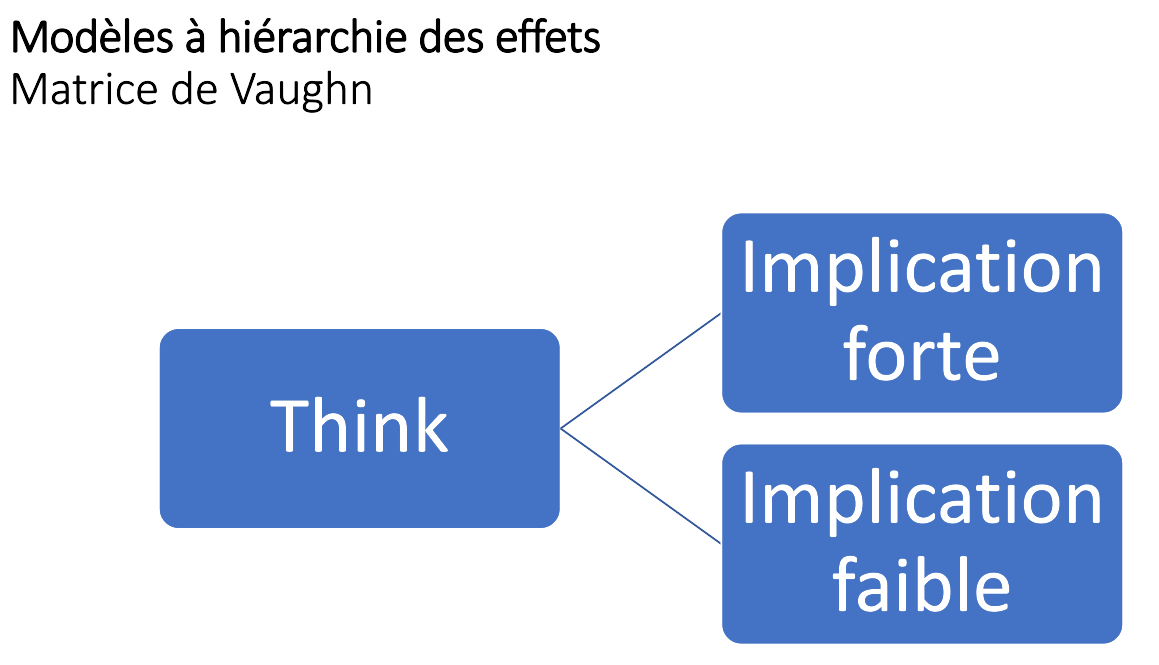 Modèles à hiérarchie des effets
Matrice de Vaughn
Think
Implication
forte
Implication
faible